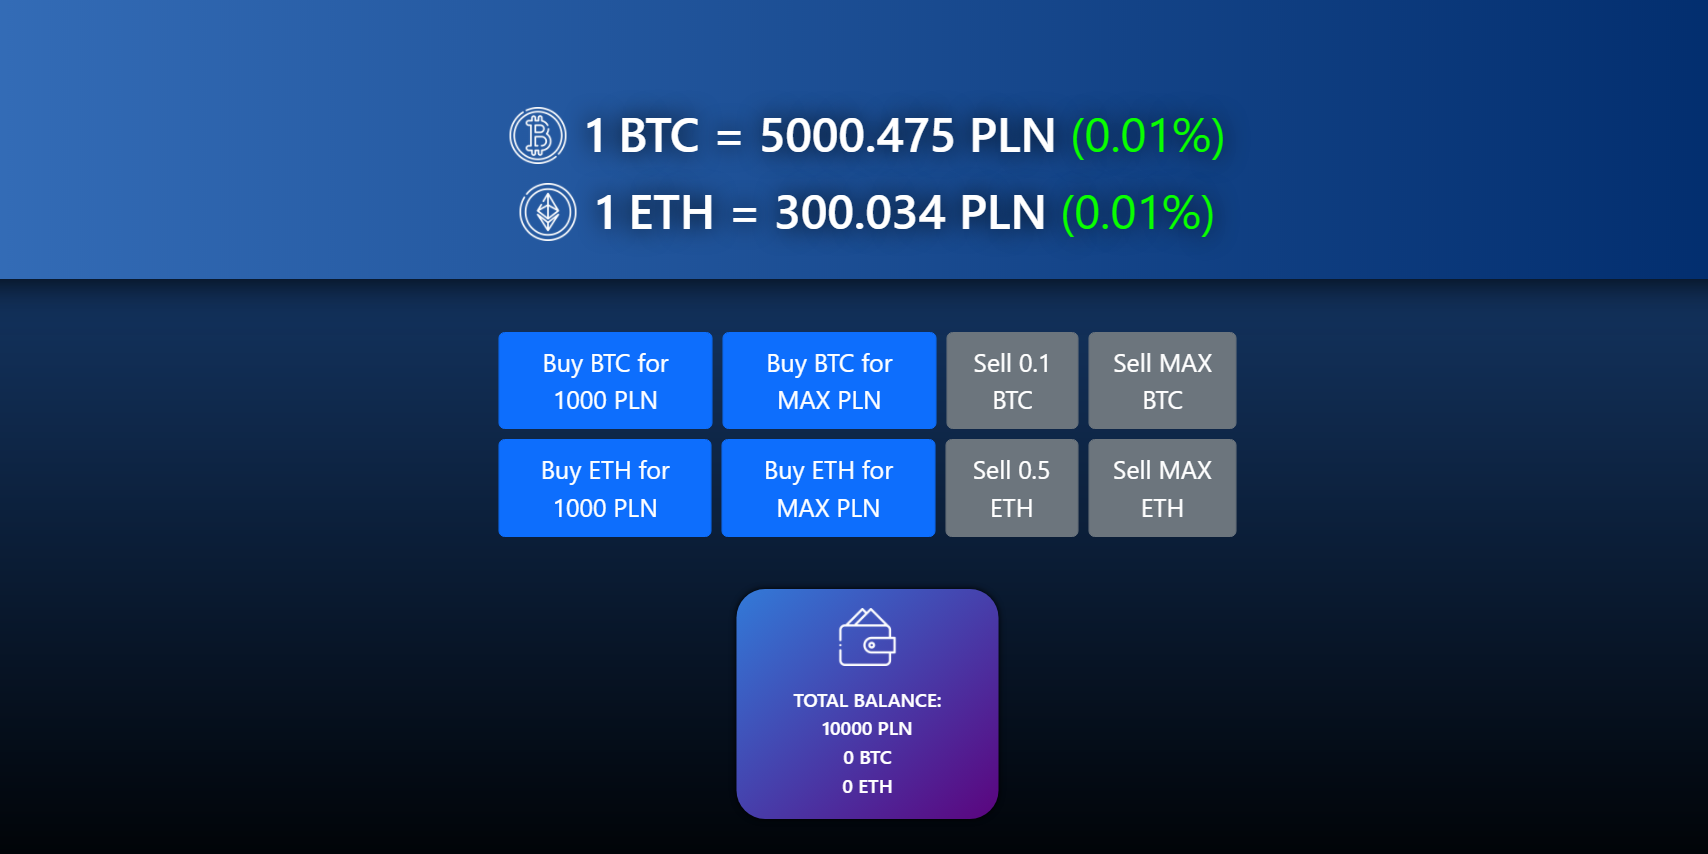 1 BTC = 5000.475 PLN (0.01%)
1 ETH = 300.034 PLN (0.01%)
Buy BTC for
1000 PLN
Buy BTC for
MAX PLN
Sell 0.1
BTC
Sell MAX
BTC
Buy ETH for
1000 PLN
Buy ETH for
MAX PLN
Sell 0.5
ETH
Sell MAX
ETH
TOTAL BALANCE:
10000 PLN
0 BTC
0 ETH